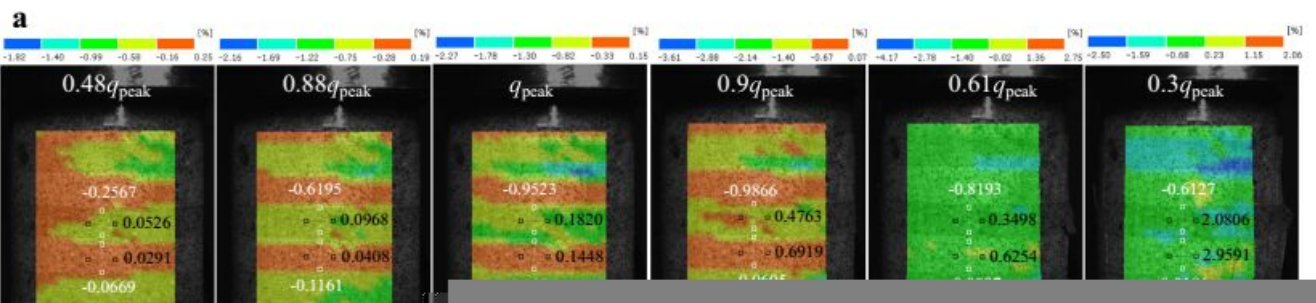 a
[%] [%] [%] [%] [%] [%]
-1.82 -1.40 -0.99 -0.58 -0.16 0.25
-2.16 -1.69 -1.22 -0.75 -0.28 0.19
-2.27 -1.78 -1.30 -0.82 -0.33 0.15
-3.61 -2.88 -2.14 -1.40 -0.67 0.07
-4.17 -2.78 -1.40 -0.02 1.36 2.75
-2.50 -1.59 -0.68 0.23 1.15 2.06
0.48qpeak 0.88qpeak qpeak 0.9qpeak 0.61qpeak 0.3qpeak
-0.2567 -0.6195 -0.9523 -0.9866 -0.8193 -0.6127
0.0526 0.0968 0.1820 0.4763 0.3498 2.0806
0.0291 0.0408 0.1448 0.6919 0.6254 2.9591
-0.0669 -0.1161